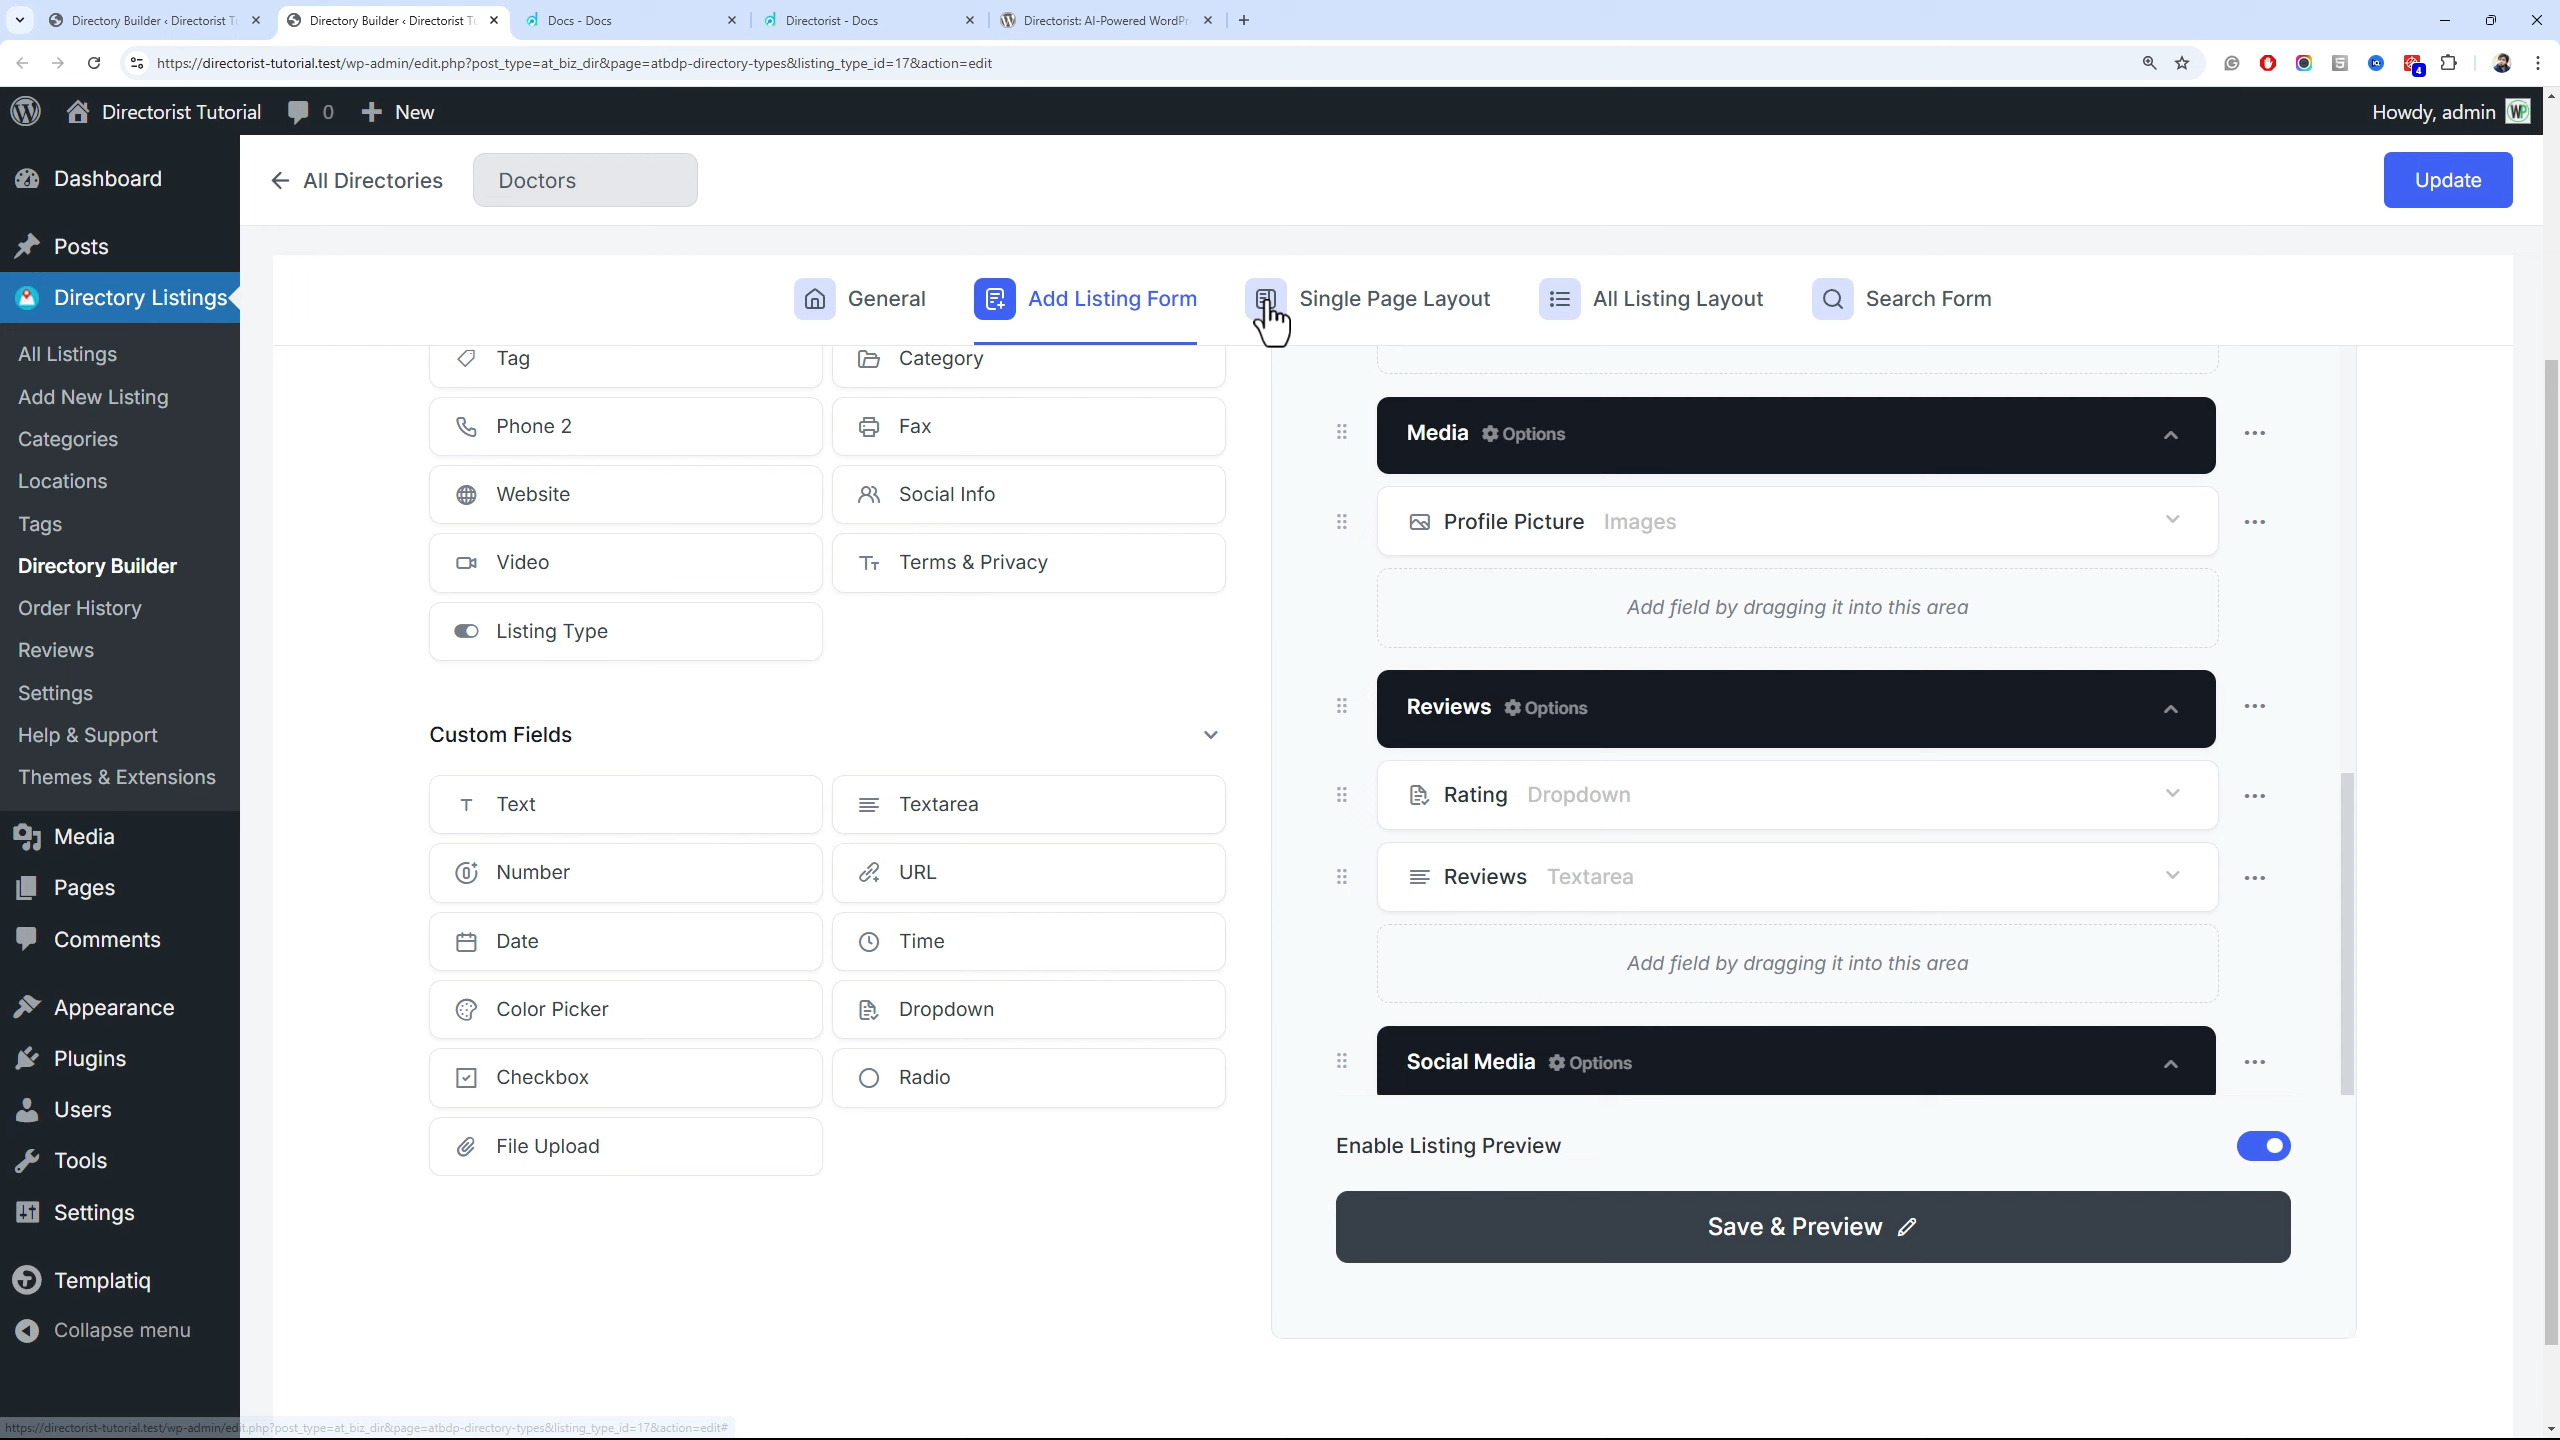 Directory Builder ‹ Directorist T
Directory Builder ‹ Directorist Tu
Docs - Docs
Directorist - Docs
Directorist: AI-Powered WordPr
https://directorist-tutorial.test/wp-admin/edit.php?post_type=at_biz_dir&page=atbdp-directory-types&listing_type_id=17&action=edit
4
Directorist Tutorial
0
New
Howdy, admin
Dashboard
Posts
Directory Listings
All Listings
Add New Listing
Categories
Locations
Tags
Directory Builder
Order History
Reviews
Settings
Help & Support
Themes & Extensions
Media
Pages
Comments
Appearance
Plugins
Users
Tools
Settings
Templatiq
Collapse menu
All Directories
Doctors
Update
General
Add Listing Form
Single Page Layout
All Listing Layout
Search Form
Tag
Category
Phone 2
Fax
Website
Social Info
Video
Terms & Privacy
Listing Type
Custom Fields
Text
Textarea
Number
URL
Date
Time
Color Picker
Dropdown
Checkbox
Radio
File Upload
Media Options
Profile Picture Images
Add field by dragging it into this area
Reviews Options
Rating Dropdown
Reviews Textarea
Add field by dragging it into this area
Social Media Options
Enable Listing Preview
Save & Preview
https://directorist-tutorial.test/wp-admin/edit.php?post_type=at_biz_dir&page=atbdp-directory-types&listing_type_id=17&action=edit#